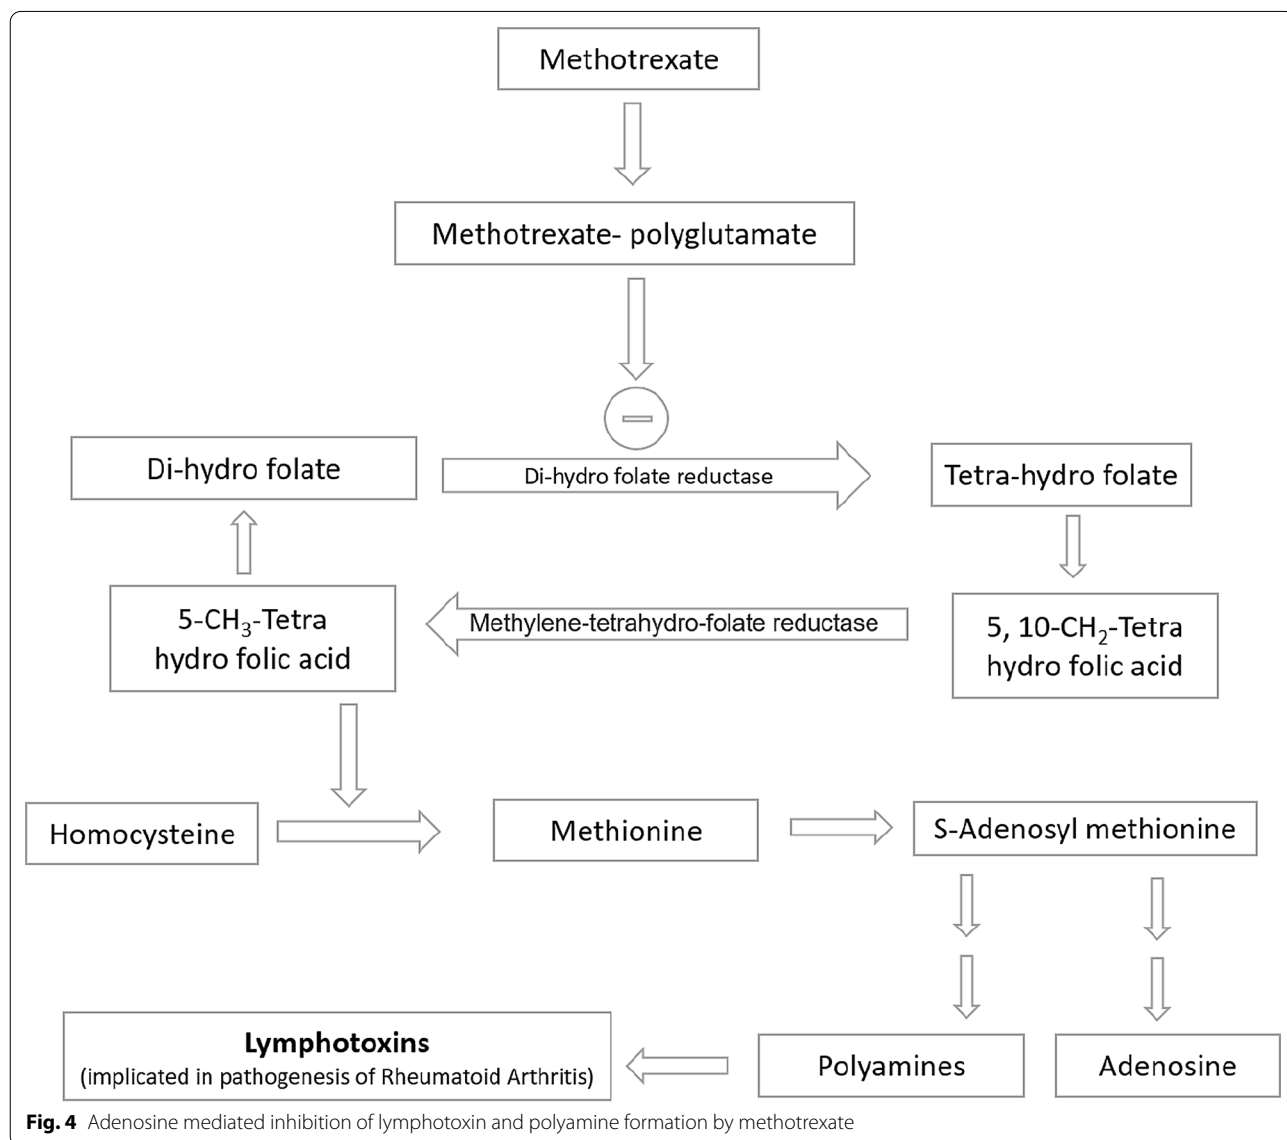 Methotrexate
Methotrexate- polyglutamate
Di-hydro folate
Di-hydro folate reductase
Tetra-hydro folate
5-CH₃-Tetra
hydro folic acid
Methylene-tetrahydro-folate reductase
5, 10-CH₂-Tetra
hydro folic acid
Homocysteine
Methionine
S-Adenosyl methionine
Lymphotoxins
(implicated in pathogenesis of Rheumatoid Arthritis)
Polyamines
Adenosine
Fig. 4 Adenosine mediated inhibition of lymphotoxin and polyamine formation by methotrexate